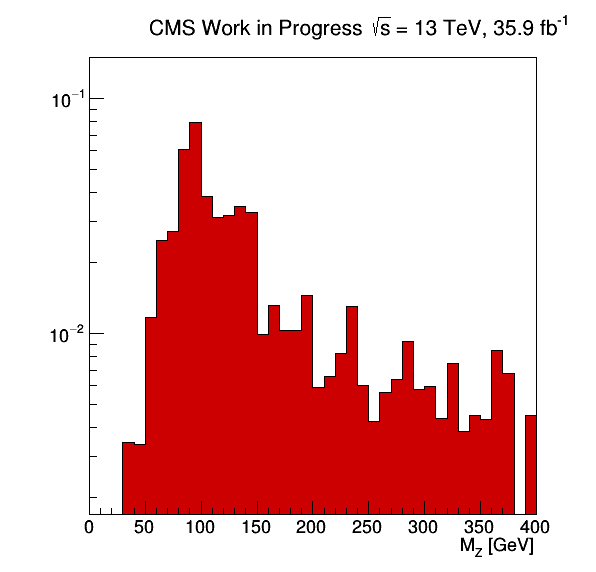 CMS Work in Progress √s = 13 TeV, 35.9 fb⁻¹
10⁻¹
10⁻²
0 50 100 150 200 250 300 350 400
M_Z [GeV]